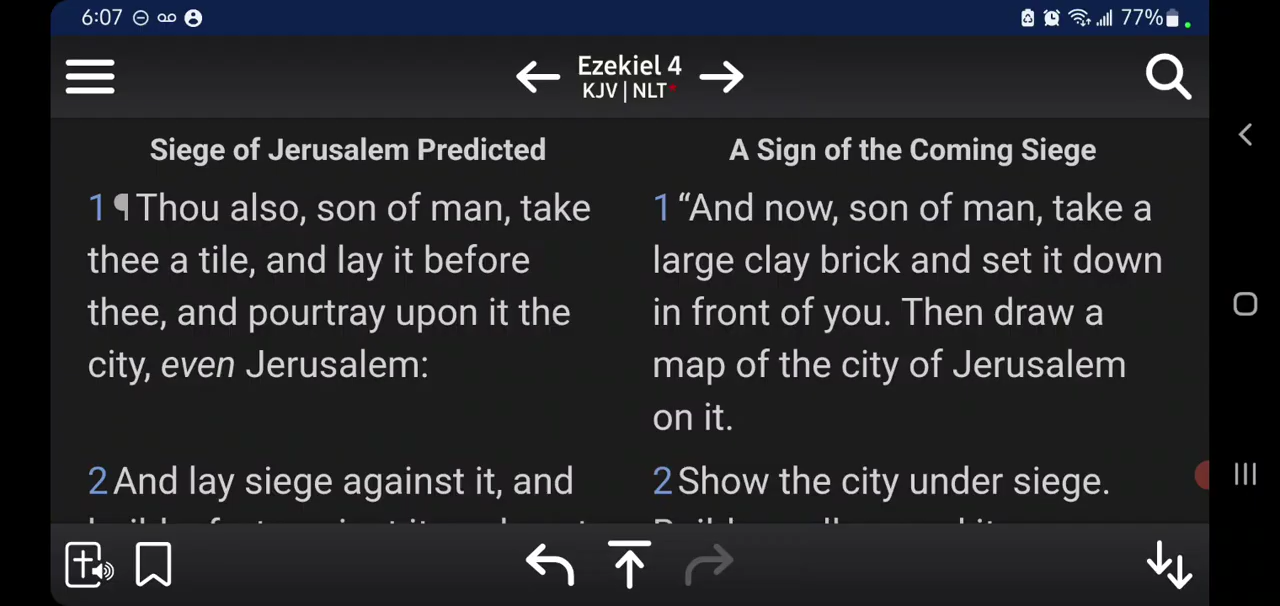 6:07
77%
Ezekiel 4
KJV | NLT*
Siege of Jerusalem Predicted
1 ¶ Thou also, son of man, take
thee a tile, and lay it before
thee, and pourtray upon it the
city, even Jerusalem:
2 And lay siege against it, and
A Sign of the Coming Siege
1 “And now, son of man, take a
large clay brick and set it down
in front of you. Then draw a
map of the city of Jerusalem
on it.
2 Show the city under siege.